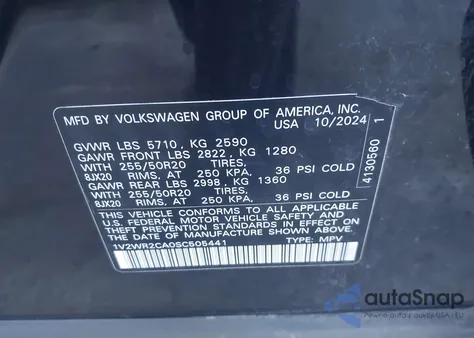 MFD BY VOLKSWAGEN GROUP OF AMERICA, INC.
USA 10/2024
GVWR LBS 5710, KG 2590
GAWR FRONT LBS 2822, KG 1280
WITH 255/50R20 TIRES,
8JX20 RIMS, AT 250 KPA, 36 PSI COLD
GAWR REAR LBS 2998, KG 1360
WITH 255/50R20 TIRES,
8JX20 RIMS, AT 250 KPA, 36 PSI COLD
THIS VEHICLE CONFORMS TO ALL APPLICABLE
U.S. FEDERAL MOTOR VEHICLE SAFETY AND
THEFT PREVENTION STANDARDS IN EFFECT ON
THE DATE OF MANUFACTURE SHOWN ABOVE
1V2WR2CA0SC505441 TYPE: MPV
4130560 1
autoSnap